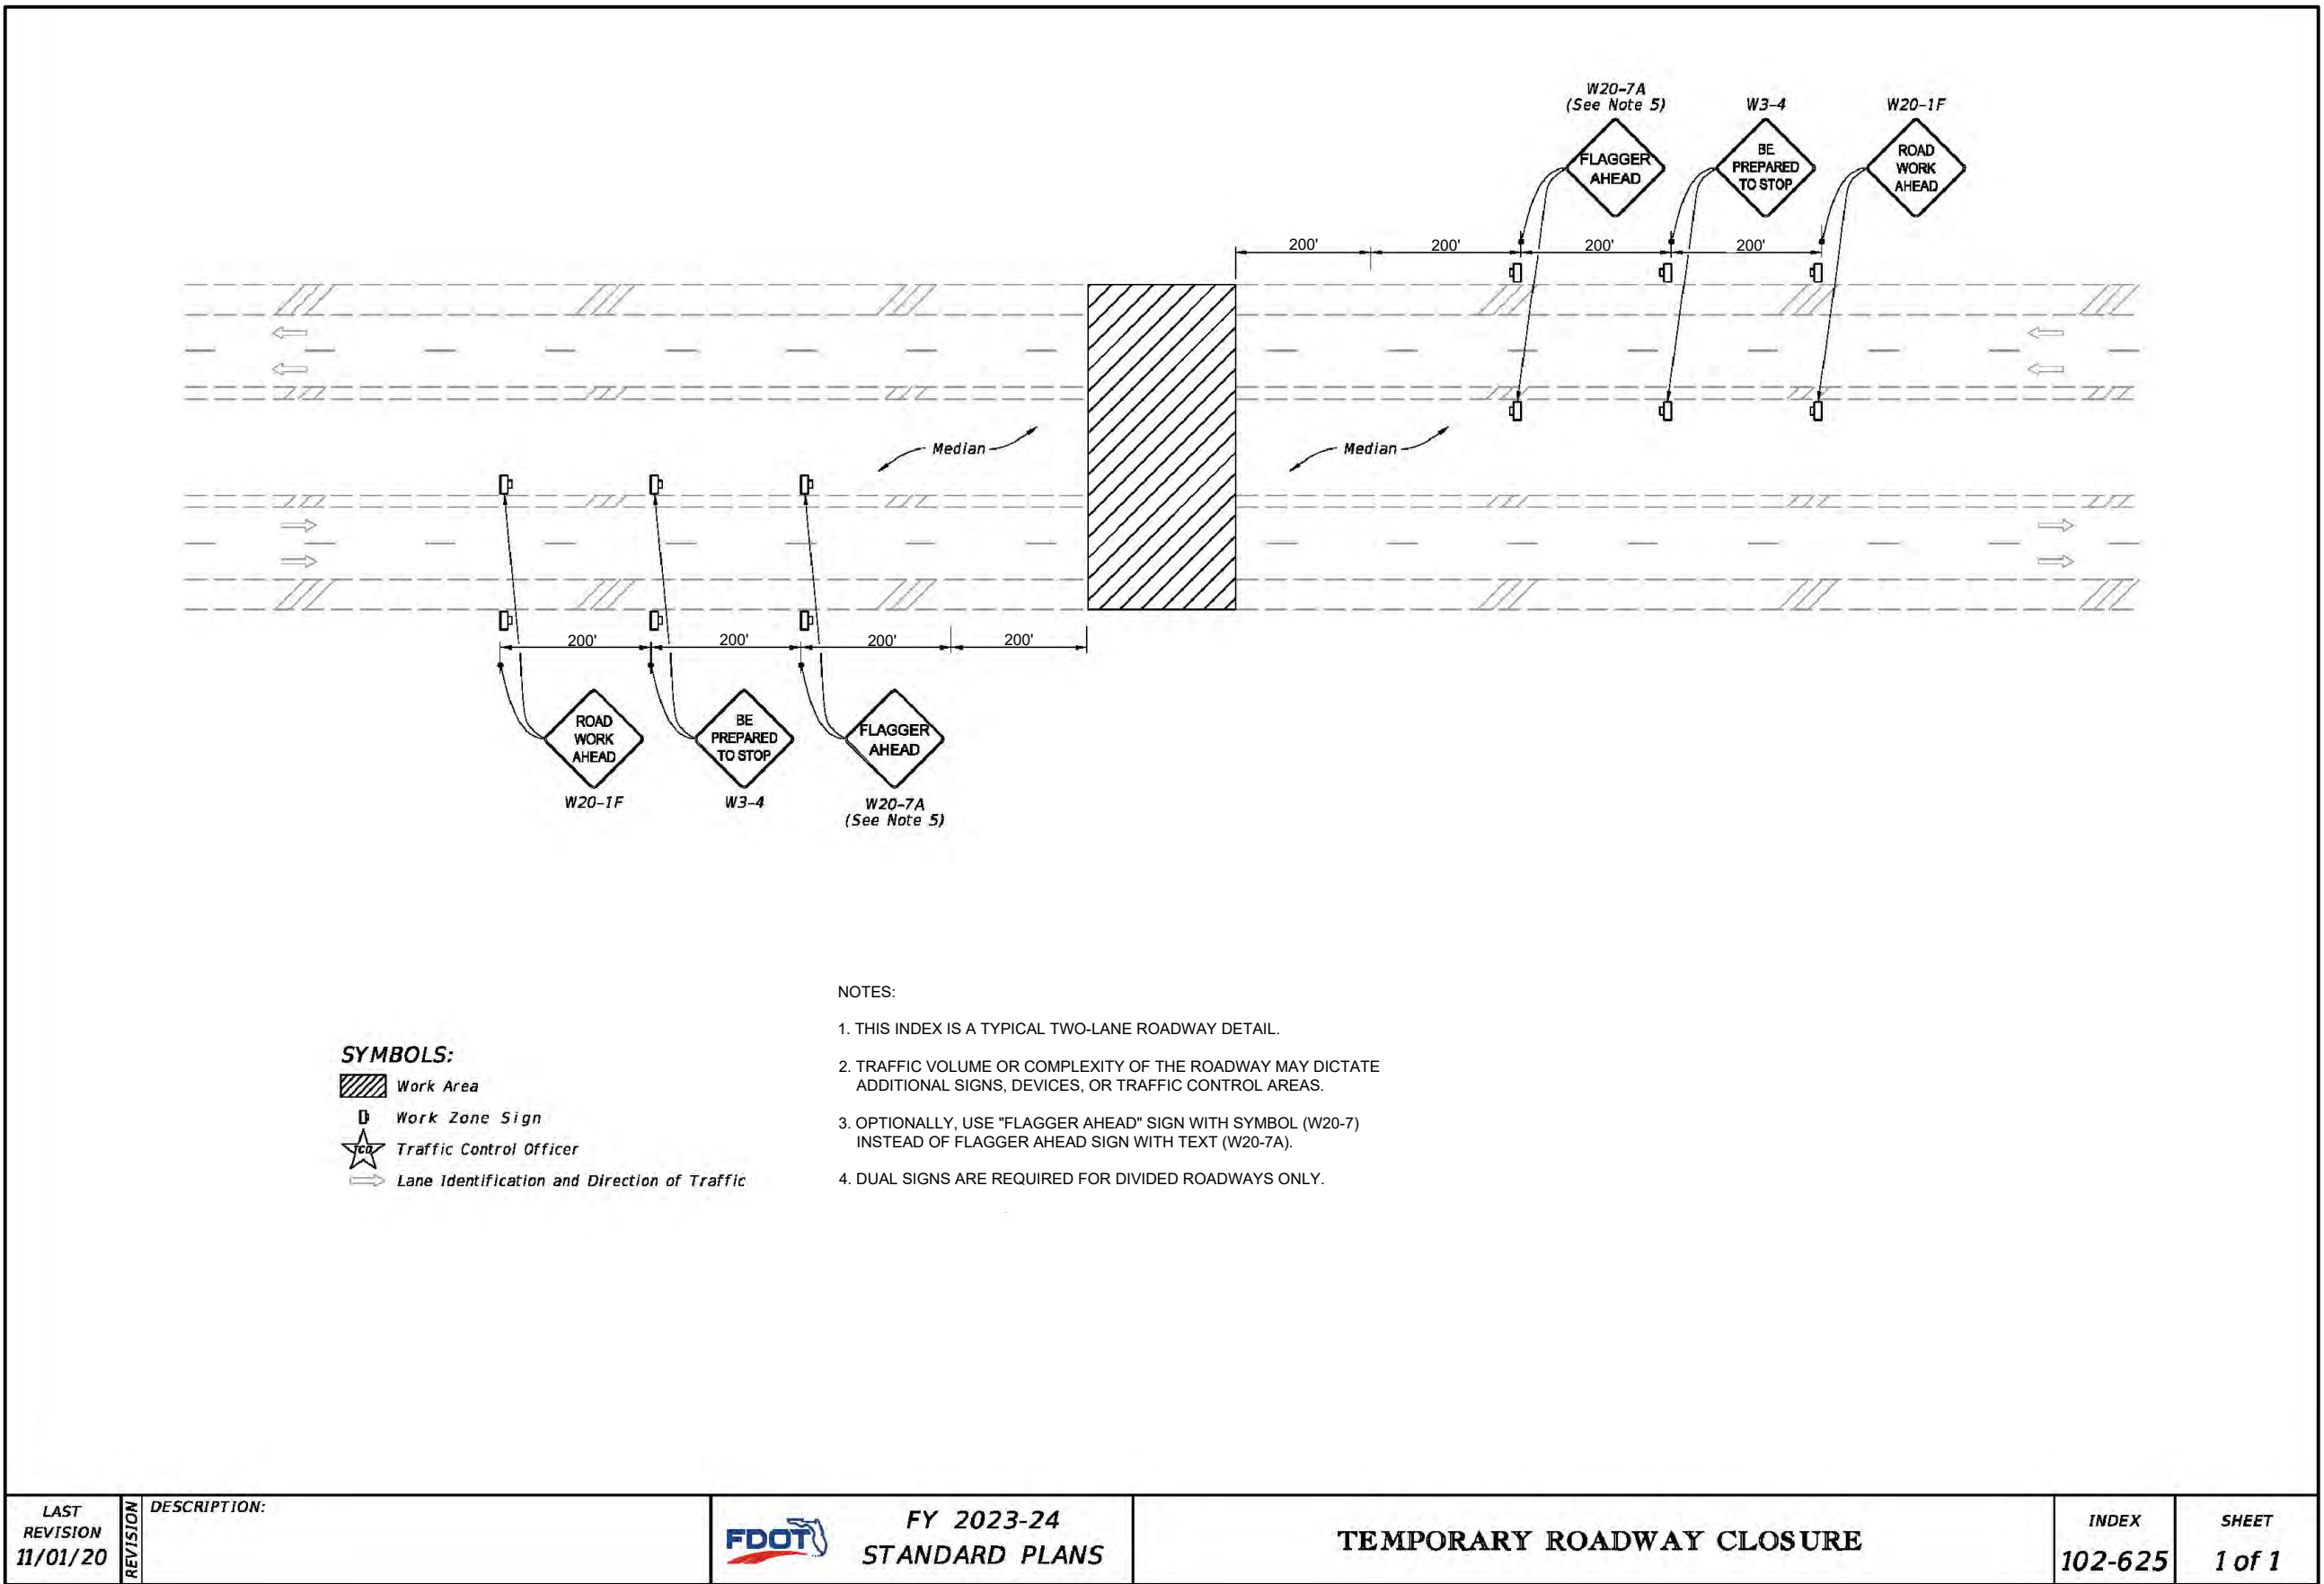 W20-7A
(See Note 5)
W3-4
W20-1F
FLAGGER
AHEAD
BE
PREPARED
TO STOP
ROAD
WORK
AHEAD
200'
200'
200'
200'
Median
Median
200'
200'
200'
200'
ROAD
WORK
AHEAD
BE
PREPARED
TO STOP
FLAGGER
AHEAD
W20-1F
W3-4
W20-7A
(See Note 5)
SYMBOLS:
Work Area
Work Zone Sign
TCO
Traffic Control Officer
Lane Identification and Direction of Traffic
NOTES:
1. THIS INDEX IS A TYPICAL TWO-LANE ROADWAY DETAIL.
2. TRAFFIC VOLUME OR COMPLEXITY OF THE ROADWAY MAY DICTATE
ADDITIONAL SIGNS, DEVICES, OR TRAFFIC CONTROL AREAS.
3. OPTIONALLY, USE "FLAGGER AHEAD" SIGN WITH SYMBOL (W20-7)
INSTEAD OF FLAGGER AHEAD SIGN WITH TEXT (W20-7A).
4. DUAL SIGNS ARE REQUIRED FOR DIVIDED ROADWAYS ONLY.
LAST
REVISION
11/01/20
REVISION
DESCRIPTION:
FDOT
FY 2023-24
STANDARD PLANS
TEMPORARY ROADWAY CLOSURE
INDEX
102-625
SHEET
1 of 1